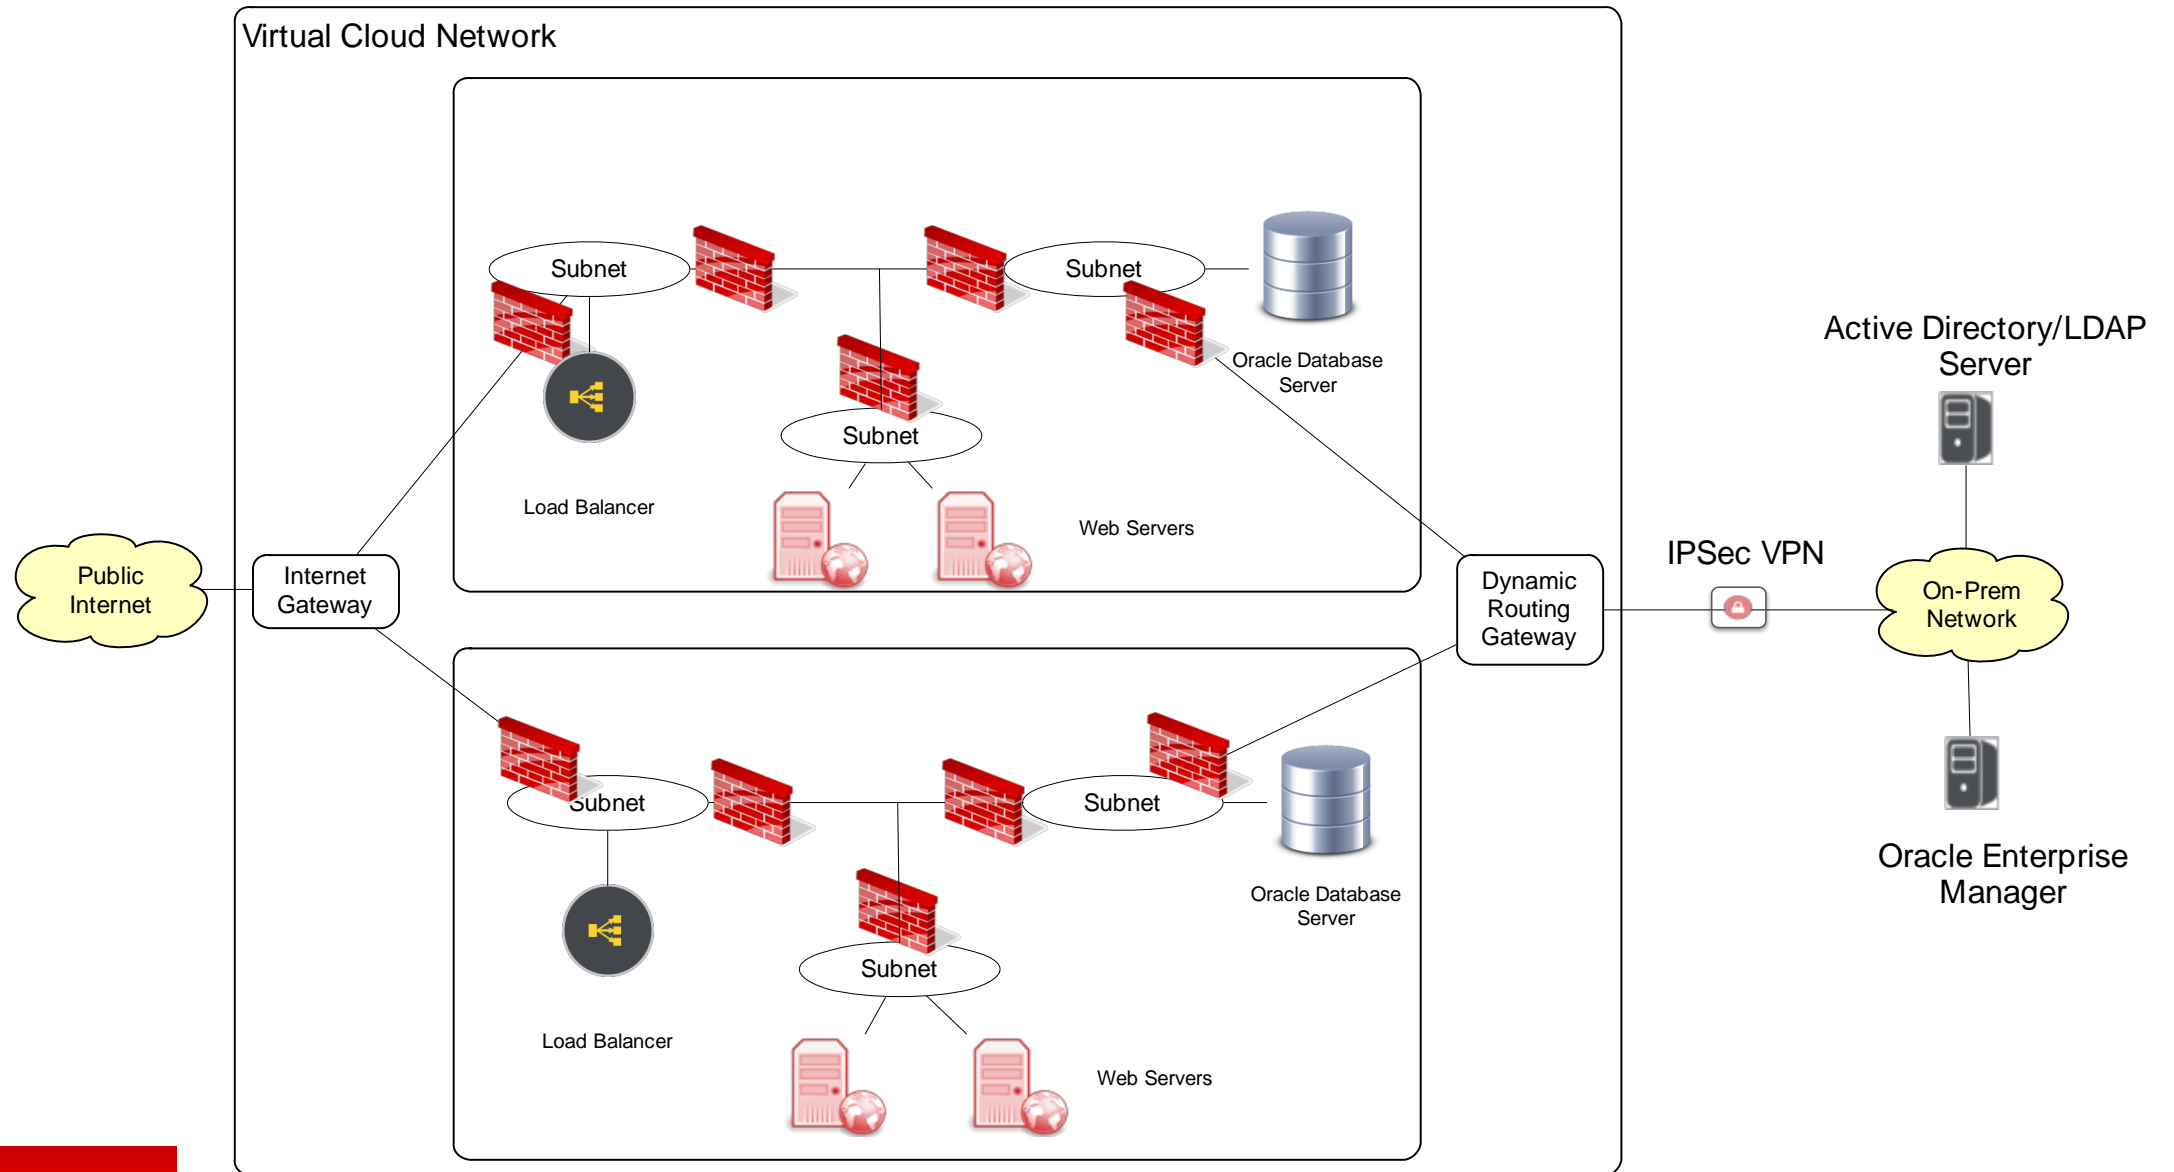 Virtual Cloud Network
Subnet
Subnet
Oracle Database
Server
Subnet
Load Balancer
Web Servers
Public
Internet
Internet
Gateway
Dynamic
Routing
Gateway
IPSec VPN
Active Directory/LDAP
Server
On-Prem
Network
Subnet
Subnet
Oracle Database
Server
Subnet
Load Balancer
Web Servers
Oracle Enterprise
Manager